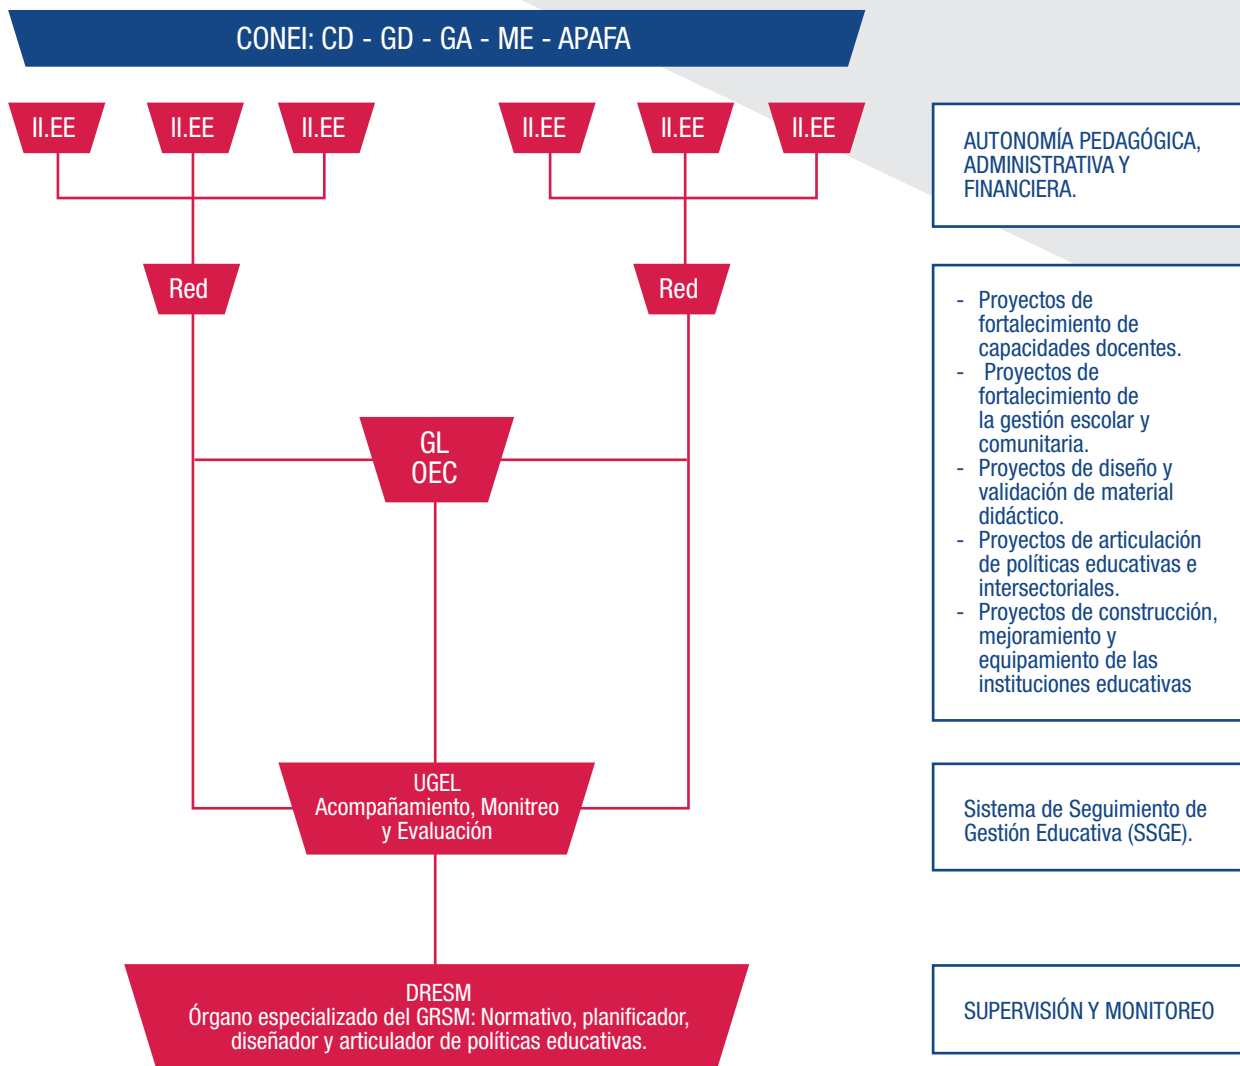 CONEI: CD - GD - GA - ME - APAFA
II.EE
II.EE
II.EE
II.EE
II.EE
II.EE
AUTONOMÍA PEDAGÓGICA,
ADMINISTRATIVA Y
FINANCIERA.
Red
Red
- Proyectos de
fortalecimiento de
capacidades docentes.
- Proyectos de
fortalecimiento de
la gestión escolar y
comunitaria.
- Proyectos de diseño y
validación de material
didáctico.
- Proyectos de articulación
de políticas educativas e
intersectoriales.
- Proyectos de construcción,
mejoramiento y
equipamiento de las
instituciones educativas
GL
OEC
UGEL
Acompañamiento, Monitreo
y Evaluación
Sistema de Seguimiento de
Gestión Educativa (SSGE).
DRESM
Órgano especializado del GRSM: Normativo, planificador,
diseñador y articulador de políticas educativas.
SUPERVISIÓN Y MONITOREO